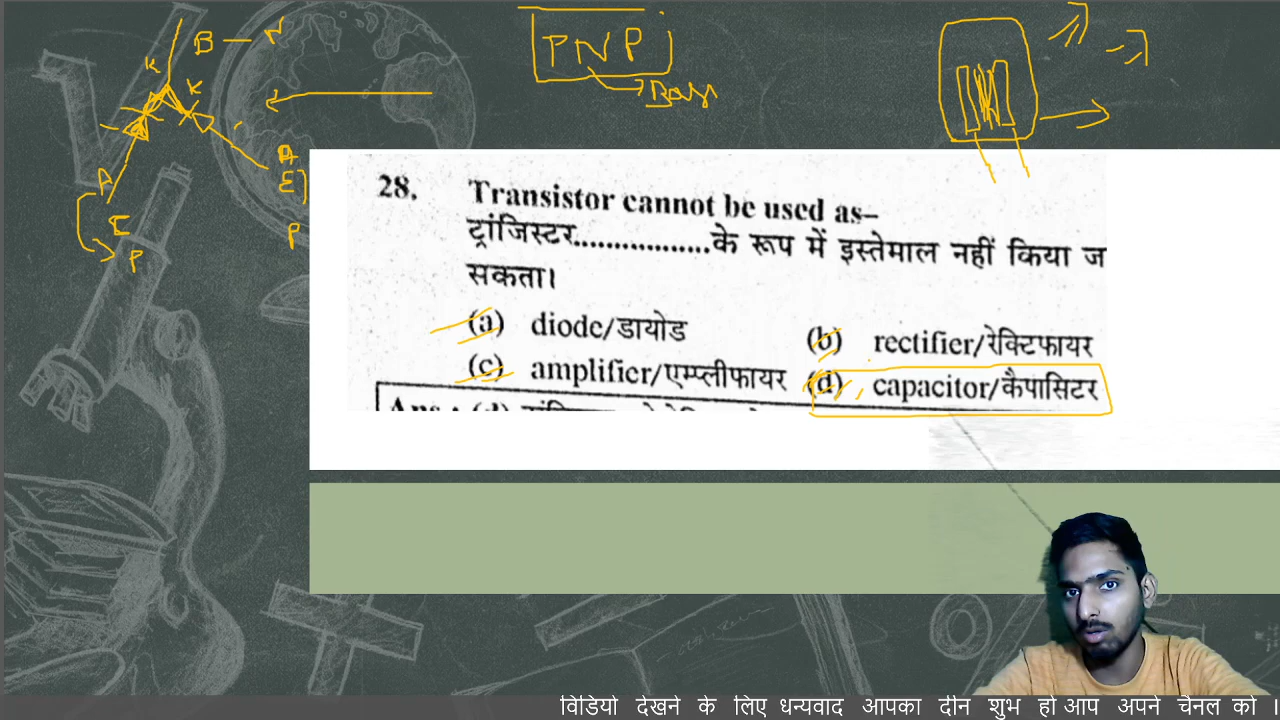 B – N
K
K
A
E
P
A
E
P
PNP
Base
28. Transistor cannot be used as–
ट्रांजिस्टर.................के रूप में इस्तेमाल नहीं किया ज
सकता।
(a) diode/डायोड (b) rectifier/रेक्टिफायर
(c) amplifier/एम्प्लीफायर (d) capacitor/कैपासिटर
Ans : (d)
विडियो देखने के लिए धन्यवाद आपका दीन शुभ हो आप अपने चैनल को